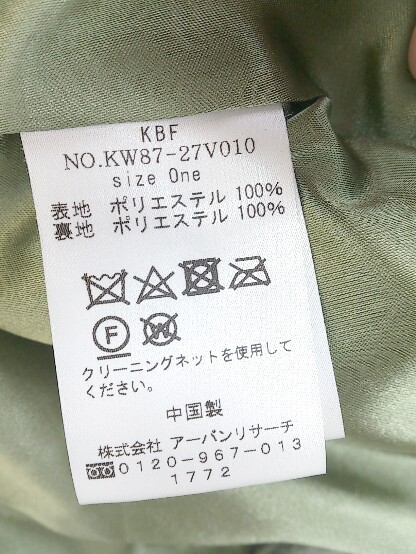 KBF
NO.KW87-27V010
size One
表地 ポリエステル 100%
裏地 ポリエステル 100%
F
W
クリーニングネットを使用して
ください。
中国製
株式会社 アーバンリサーチ
0120-967-013
1772